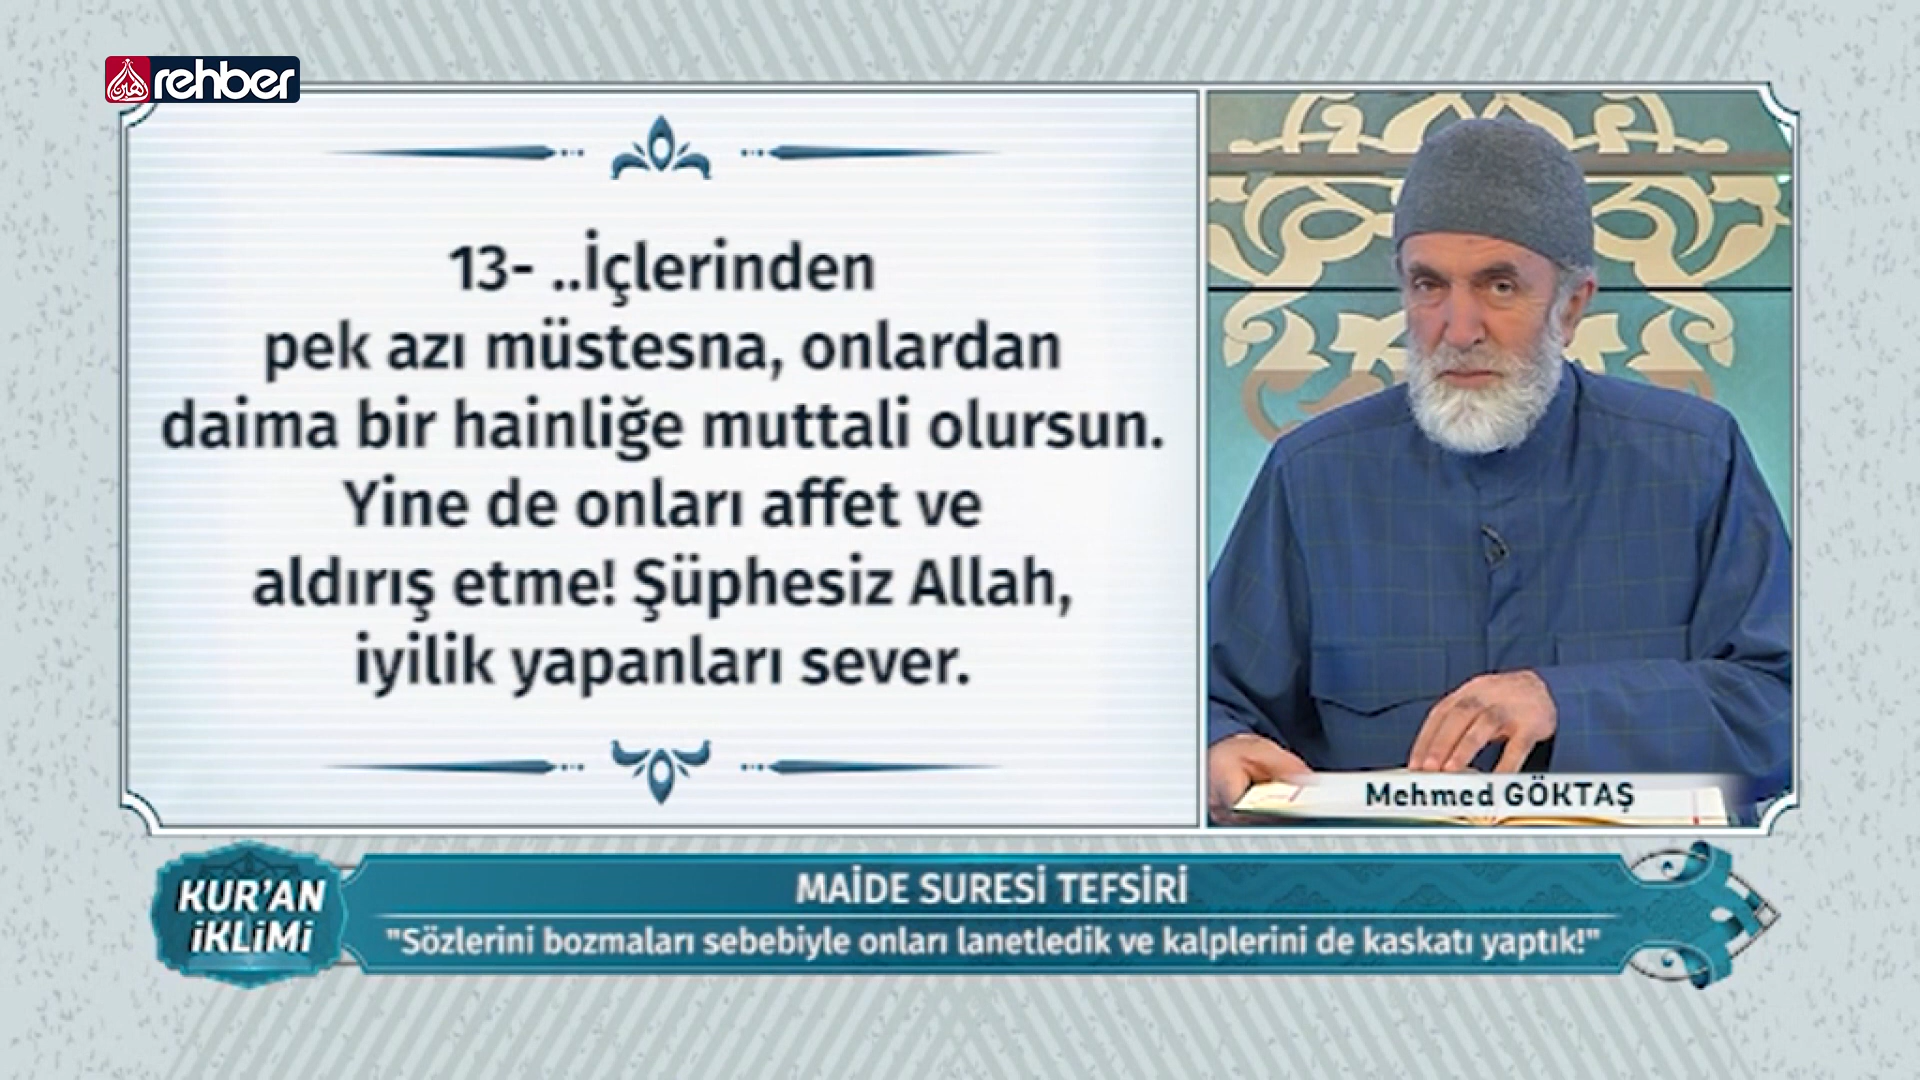 rehber
13- ..İçlerinden
pek azı müstesna, onlardan
daima bir hainliğe muttali olursun.
Yine de onları affet ve
aldırış etme! Şüphesiz Allah,
iyilik yapanları sever.
Mehmed GÖKTAŞ
KUR'AN
iKLiMi
MAİDE SURESİ TEFSİRİ
"Sözlerini bozmaları sebebiyle onları lanetledik ve kalplerini de kaskatı yaptık!"